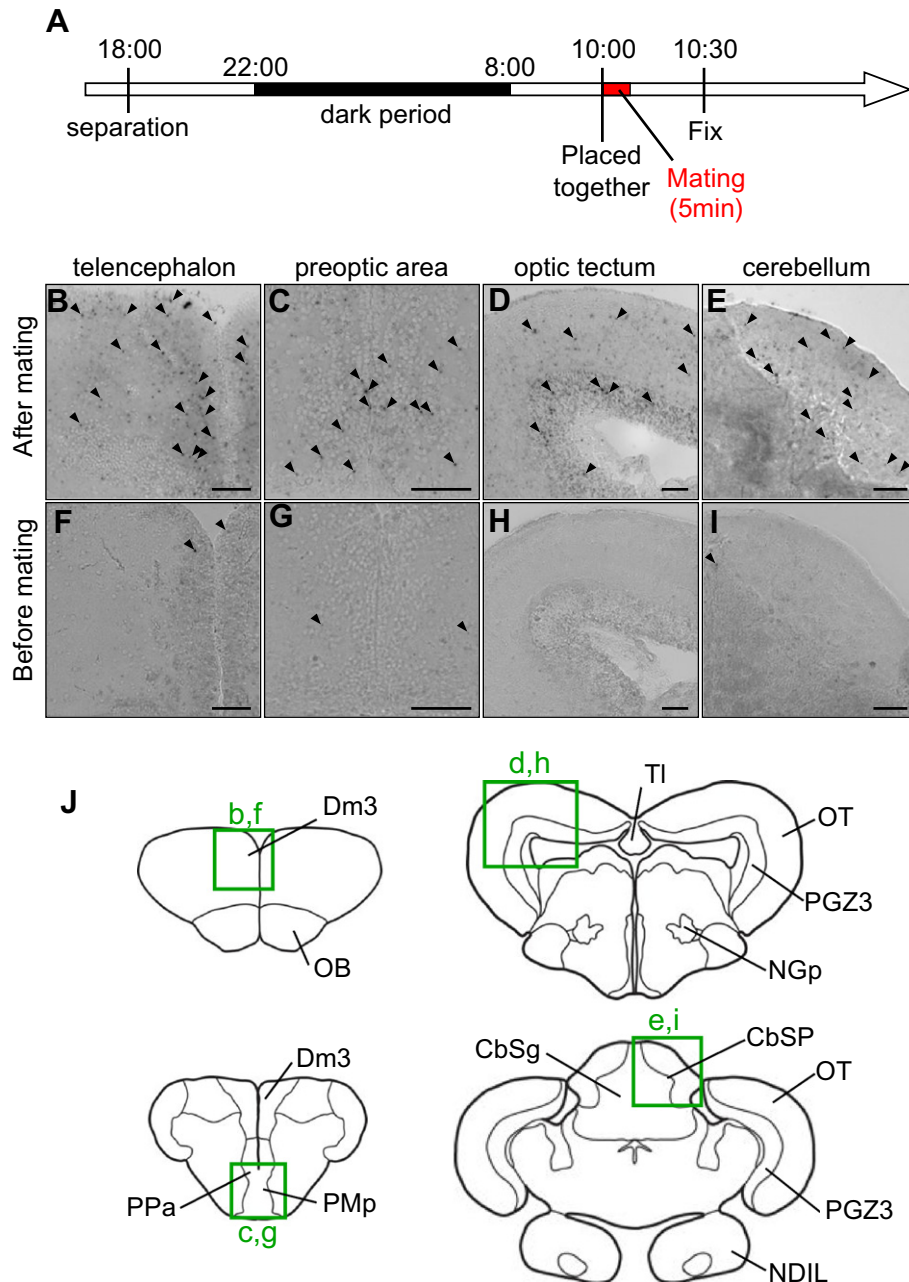 A
18:00
22:00
8:00
10:00
10:30
separation
dark period
Placed
together
Mating
(5min)
Fix
telencephalon
preoptic area
optic tectum
cerebellum
After mating
B
C
D
E
Before mating
F
G
H
I
J
b,f
Dm3
OB
d,h
Tl
OT
PGZ3
NGp
Dm3
PPa
PMp
c,g
e,i
CbSg
CbSP
OT
PGZ3
NDIL